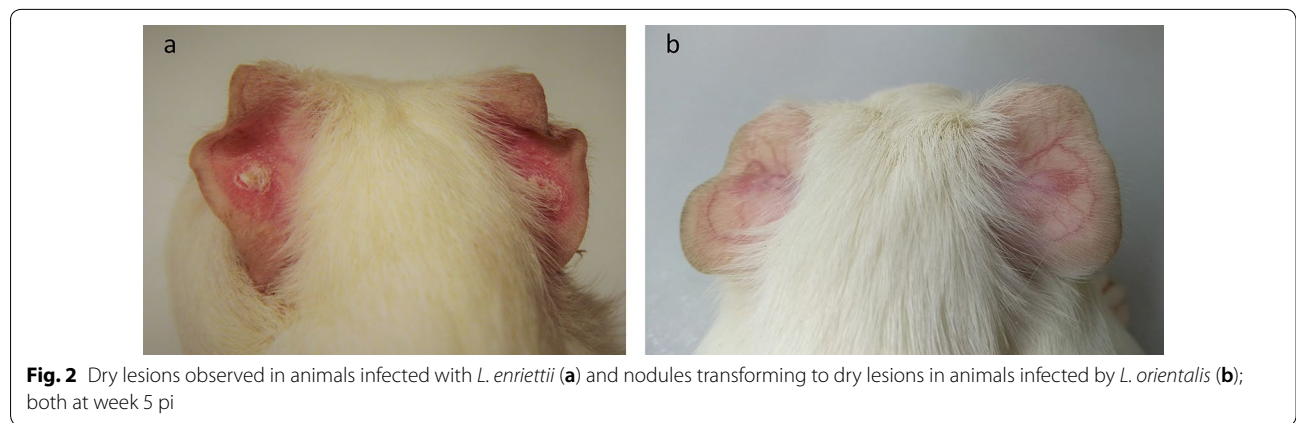 a
b
Fig. 2 Dry lesions observed in animals infected with L. enriettii (a) and nodules transforming to dry lesions in animals infected by L. orientalis (b);
both at week 5 pi